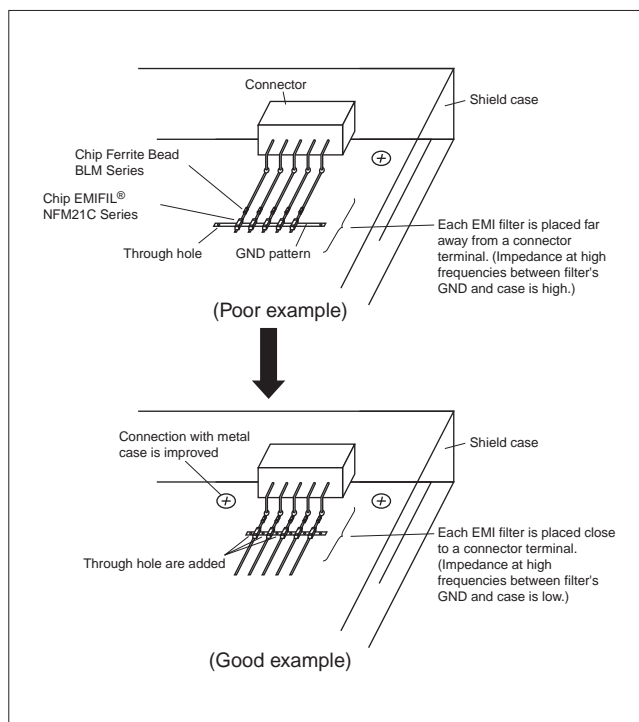 Connector
Shield case
Chip Ferrite Bead
BLM Series
Chip EMIFIL®
NFM21C Series
Through hole
GND pattern
Each EMI filter is placed far
away from a connector
terminal. (Impedance at high
frequencies between filter's
GND and case is high.)
(Poor example)
Connection with metal
case is improved
Shield case
Through hole are added
Each EMI filter is placed close
to a connector terminal.
(Impedance at high
frequencies between filter's
GND and case is low.)
(Good example)